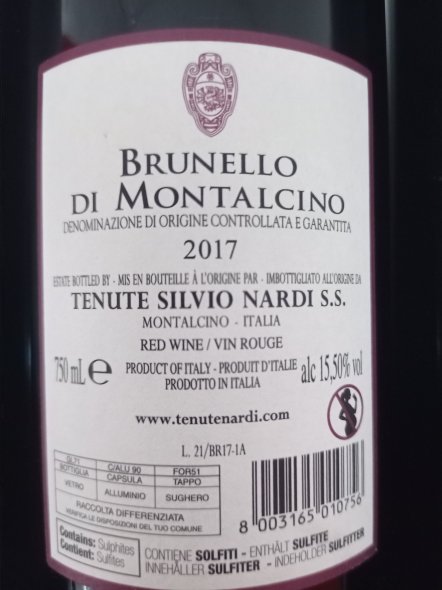 BRUNELLO
DI MONTALCINO
DENOMINAZIONE DI ORIGINE CONTROLLATA E GARANTITA
2017
ESTATE BOTTLED BY - MIS EN BOUTEILLE À L'ORIGINE PAR - IMBOTTIGLIATO ALL'ORIGINE DA
TENUTE SILVIO NARDI S.S.
MONTALCINO - ITALIA
RED WINE / VIN ROUGE
750 mL e PRODUCT OF ITALY - PRODUIT D'ITALIE alc 15,50% vol
PRODOTTO IN ITALIA
www.tenutenardi.com
L. 21/BR17-1A
GL71 C/ALU 90 FOR51
BOTTIGLIA CAPSULA TAPPO
VETRO ALLUMINIO SUGHERO
RACCOLTA DIFFERENZIATA
VERIFICA LE DISPOSIZIONI DEL TUO COMUNE
8 003165 010756
Contains: Sulphites
Contient: Sulfites
CONTIENE SOLFITI - ENTHÄLT SULFITE
INNEHÅLLER SULFITER - INDEHOLDER SULFITTER